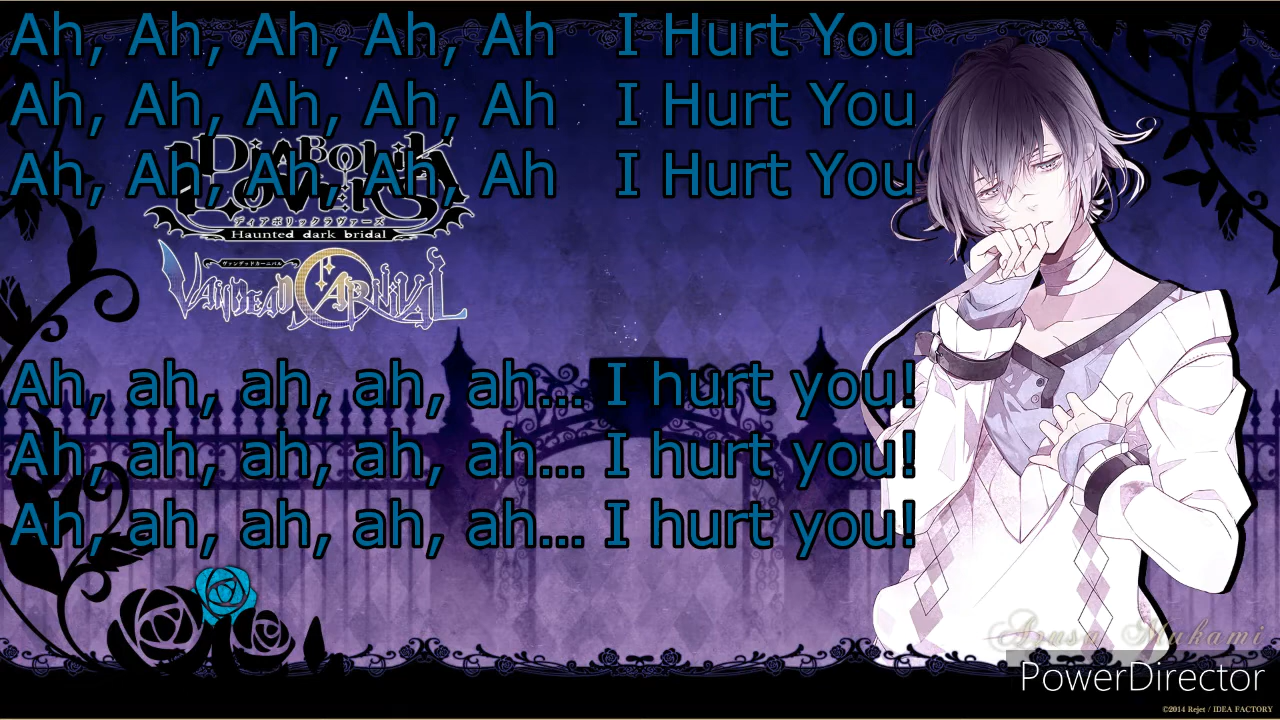 Ah, Ah, Ah, Ah, Ah I Hurt You
Ah, Ah, Ah, Ah, Ah I Hurt You
Ah, Ah, Ah, Ah, Ah I Hurt You
DIABOLIK
LOVERS
ディアボリックラヴァーズ
Haunted dark bridal
ヴァンデッドカーニバル
VANDEAD CARNIVAL
Ah, ah, ah, ah, ah... I hurt you!
Ah, ah, ah, ah, ah... I hurt you!
Ah, ah, ah, ah, ah... I hurt you!
Azusa Mukami
PowerDirector
©2014 Rejet / IDEA FACTORY